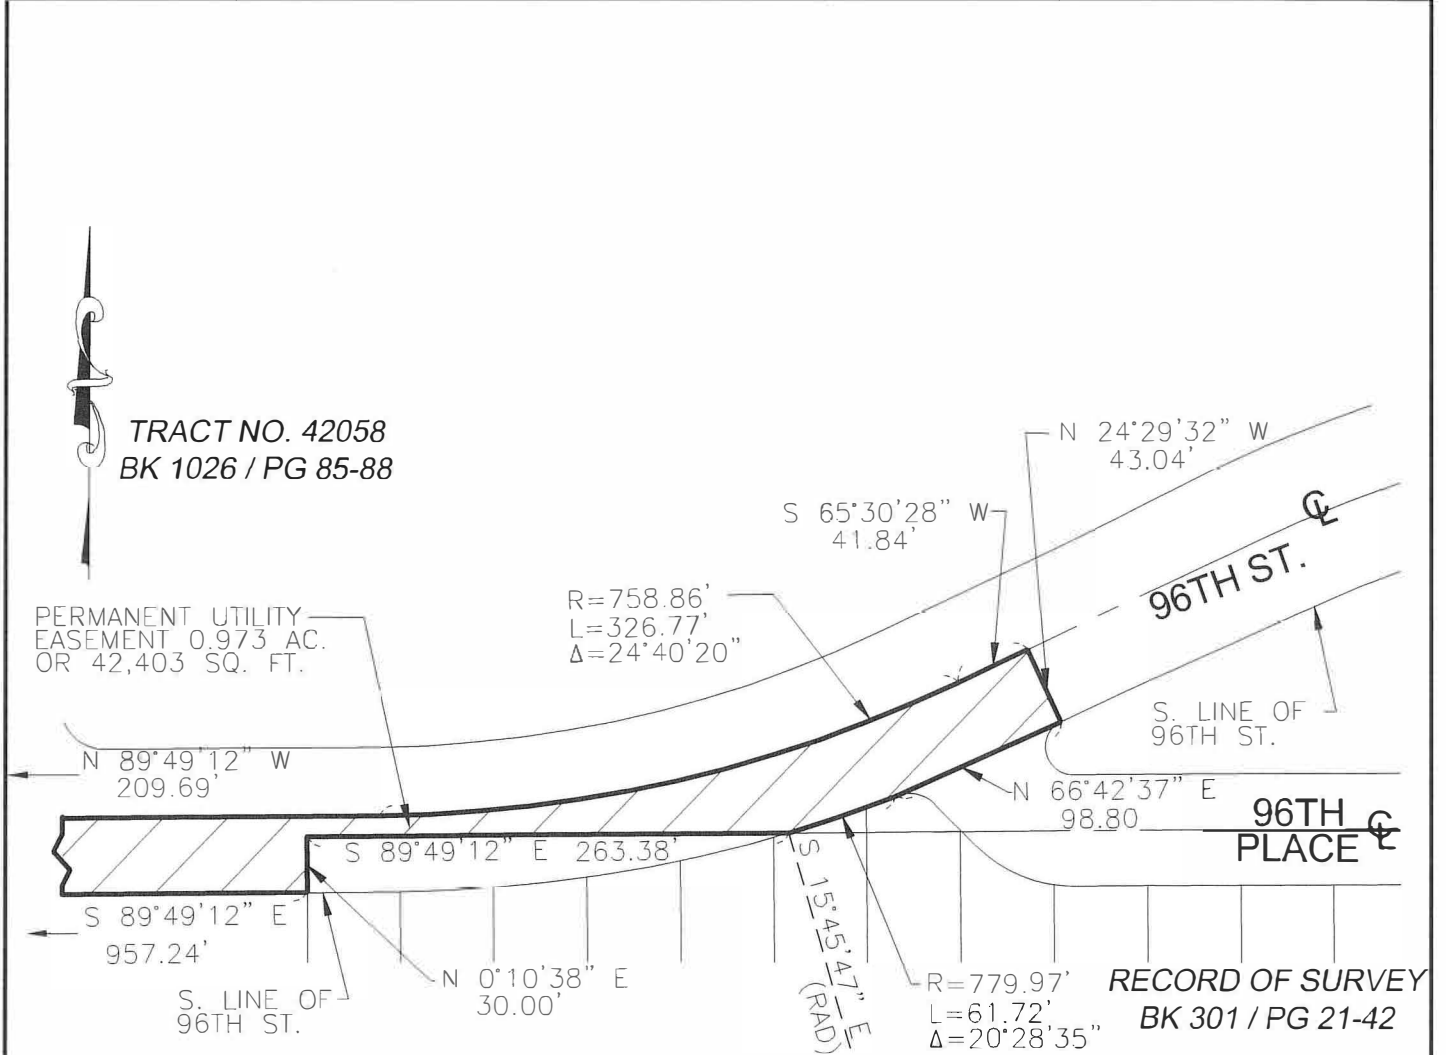 TRACT NO. 42058
BK 1026 / PG 85-88
N 24°29'32" W
43.04'
S 65°30'28" W
41.84'
96TH ST. ℄
R=758.86'
L=326.77'
Δ=24°40'20"
PERMANENT UTILITY
EASEMENT 0.973 AC.
OR 42,403 SQ. FT.
S. LINE OF
96TH ST.
N 89°49'12" W
209.69'
N 66°42'37" E
98.80
96TH ℄
PLACE
S 89°49'12" E 263.38'
S 15°45'47" E
(RAD)
S 89°49'12" E
957.24'
N 0°10'38" E
30.00'
S. LINE OF
96TH ST.
R=779.97'
L=61.72'
Δ=20°28'35"
RECORD OF SURVEY
BK 301 / PG 21-42